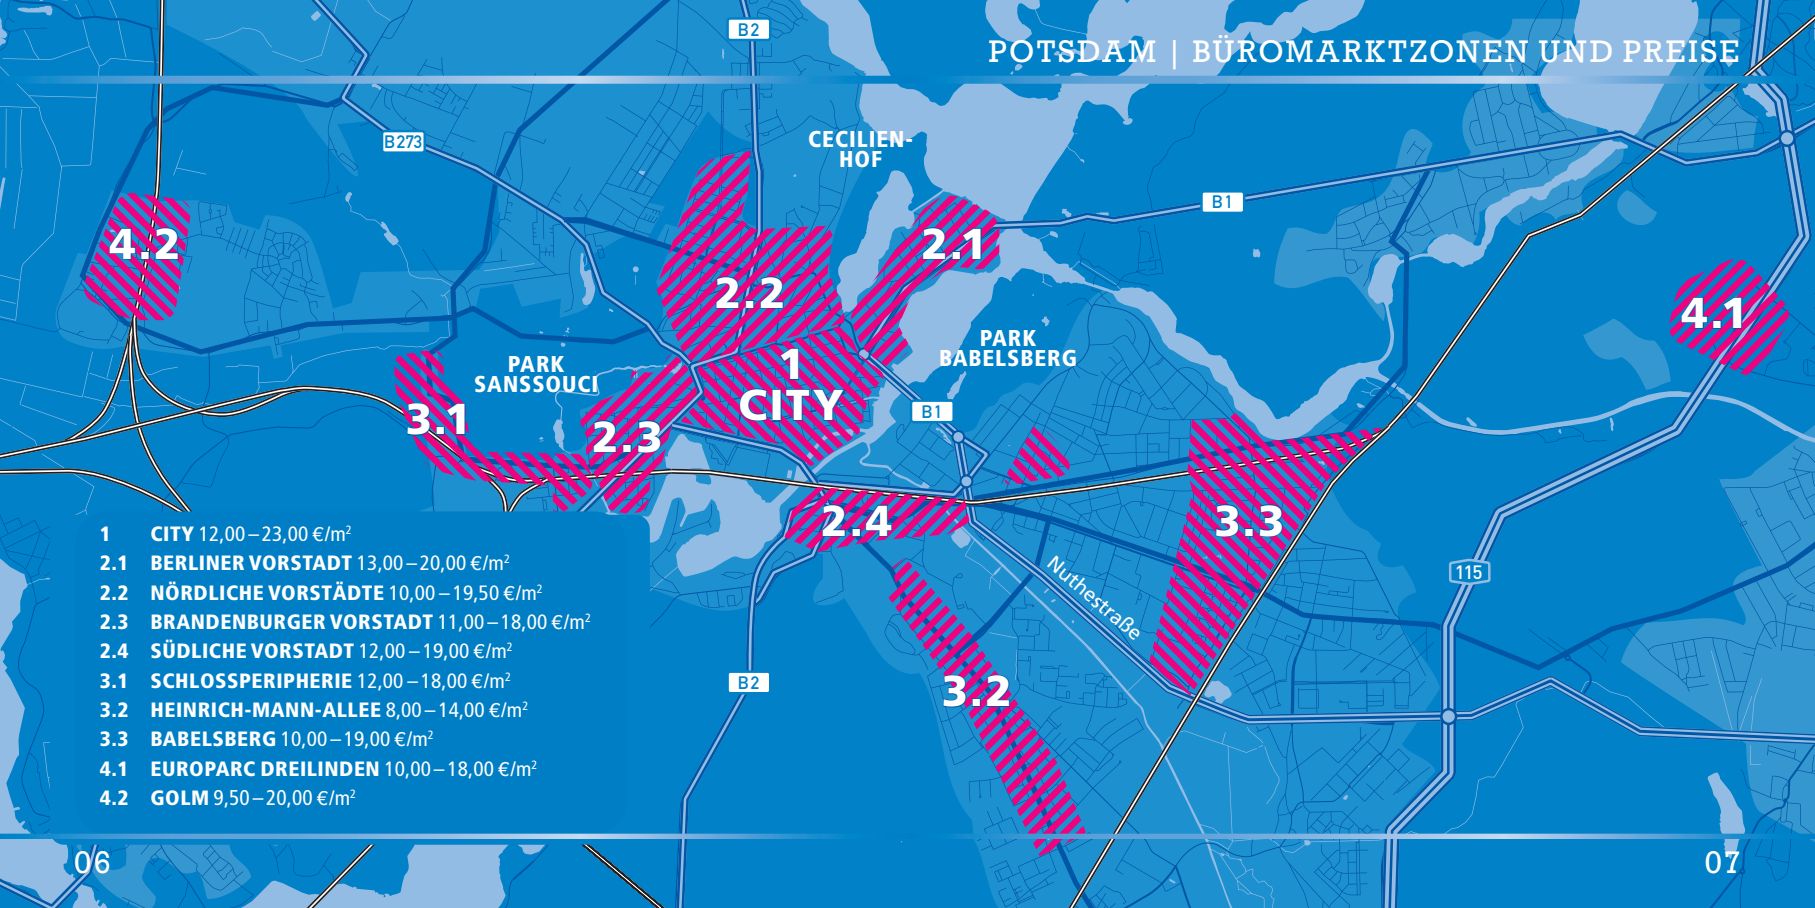 POTSDAM | BÜROMARKTZONEN UND PREISE
B2
B273
CECILIEN-
HOF
B1
4.2
2.1
2.2
4.1
PARK
BABELSBERG
PARK
SANSSOUCI
1
CITY
3.1
2.3
B1
2.4
3.3
Nuthestraße
115
3.2
B2
1 CITY 12,00–23,00 €/m²
2.1 BERLINER VORSTADT 13,00–20,00 €/m²
2.2 NÖRDLICHE VORSTÄDTE 10,00–19,50 €/m²
2.3 BRANDENBURGER VORSTADT 11,00–18,00 €/m²
2.4 SÜDLICHE VORSTADT 12,00–19,00 €/m²
3.1 SCHLOSSPERIPHERIE 12,00–18,00 €/m²
3.2 HEINRICH-MANN-ALLEE 8,00–14,00 €/m²
3.3 BABELSBERG 10,00–19,00 €/m²
4.1 EUROPARC DREILINDEN 10,00–18,00 €/m²
4.2 GOLM 9,50–20,00 €/m²
06
07